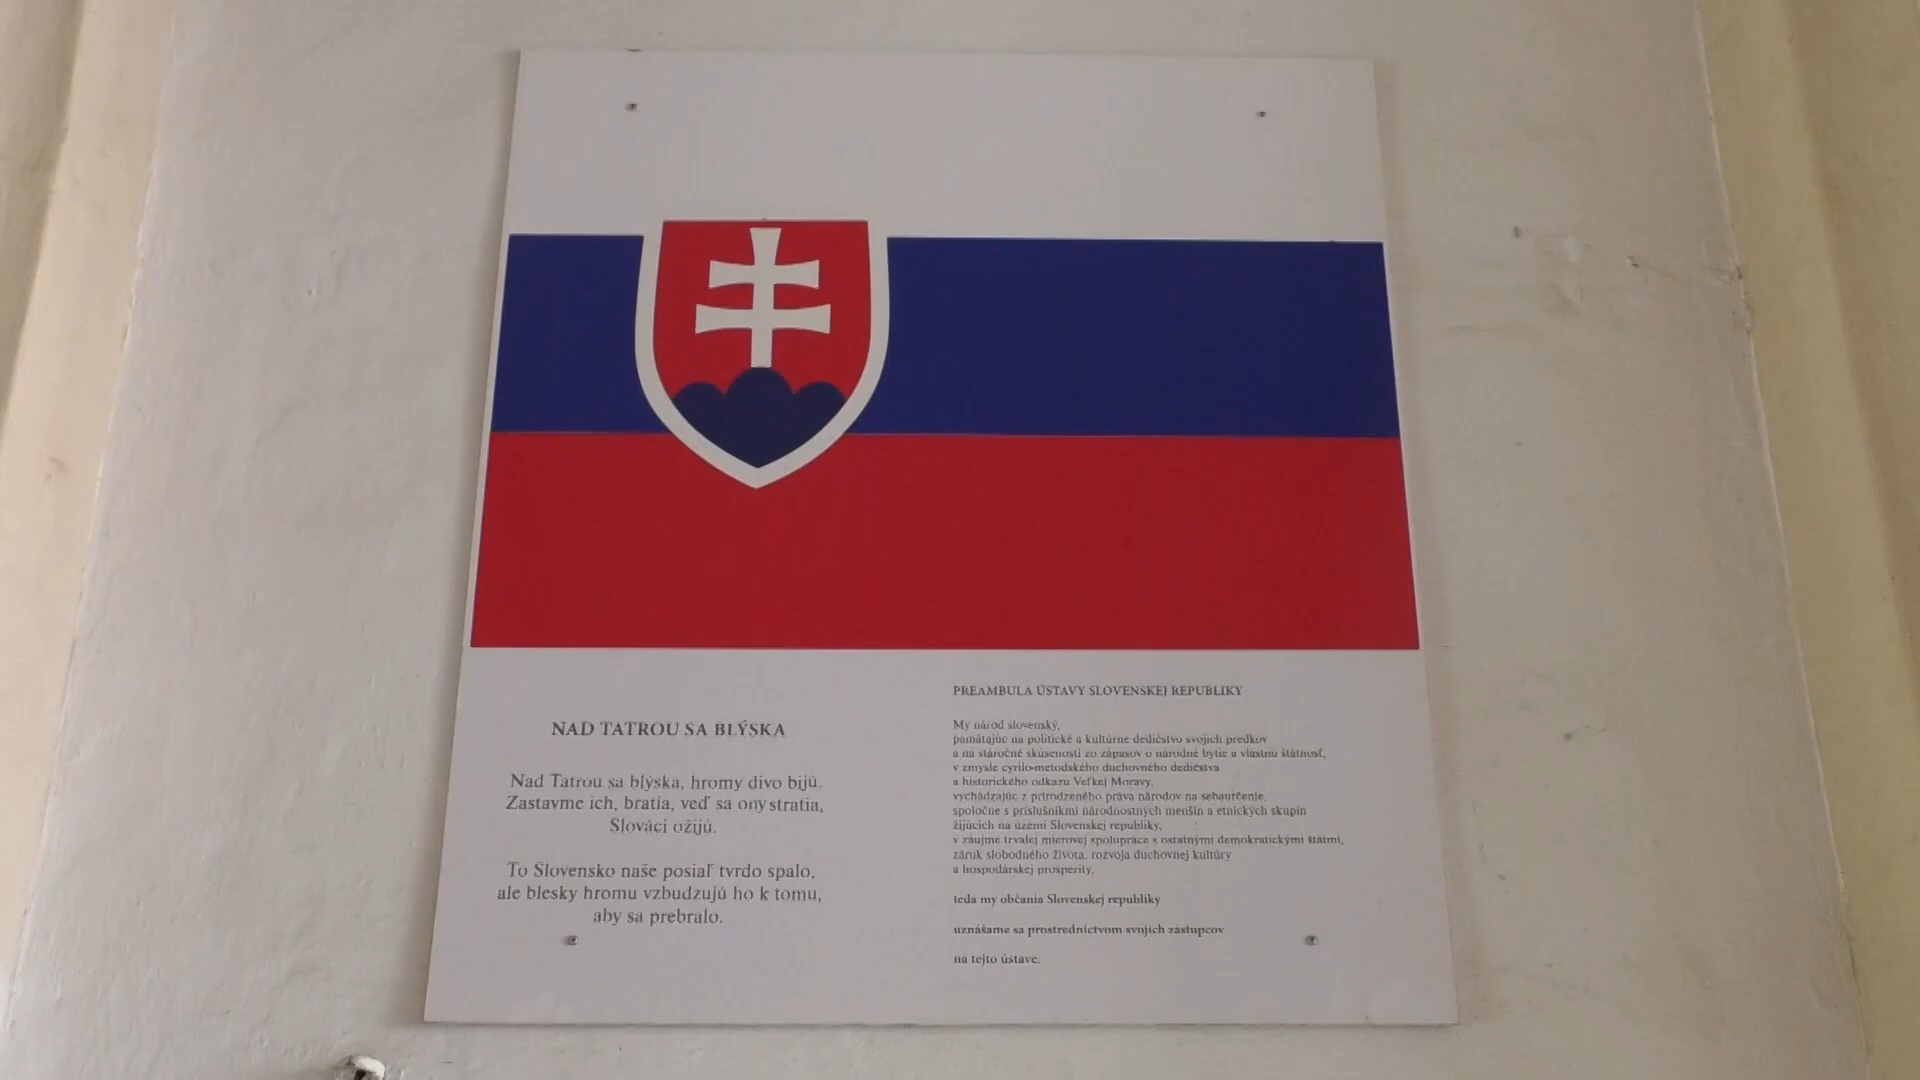 NAD TATROU SA BLÝSKA
Nad Tatrou sa blýska, hromy divo bijú.
Zastavme ich, bratia, veď sa ony stratia,
Slováci ožijú.
To Slovensko naše posiaľ tvrdo spalo,
ale blesky hromu vzbudzujú ho k tomu,
aby sa prebralo.
PREAMBULA ÚSTAVY SLOVENSKEJ REPUBLIKY
My národ slovenský,
pamätajúc na politické a kultúrne dedičstvo svojich predkov
a na stáročné skúsenosti zo zápasov o národné bytie a vlastnú štátnosť,
v zmysle cyrilo-metodského duchovného dedičstva
a historického odkazu Veľkej Moravy,
vychádzajúc z prirodzeného práva národov na sebaurčenie,
spoločne s príslušníkmi národnostných menšín a etnických skupín
žijúcich na území Slovenskej republiky,
v záujme trvalej mierovej spolupráce s ostatnými demokratickými štátmi,
záruk slobodného života, rozvoja duchovnej kultúry
a hospodárskej prosperity,
teda my občania Slovenskej republiky
uznášame sa prostredníctvom svojich zástupcov
na tejto ústave.